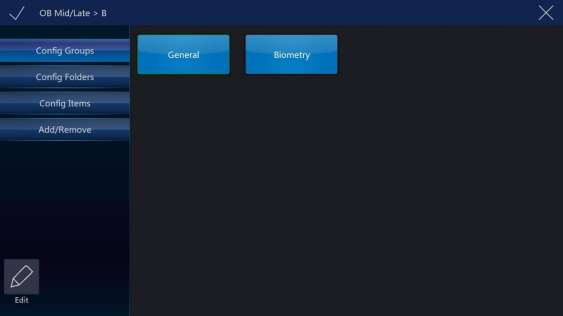 OB Mid/Late > B
Config Groups
General
Biometry
Config Folders
Config Items
Add/Remove
Edit